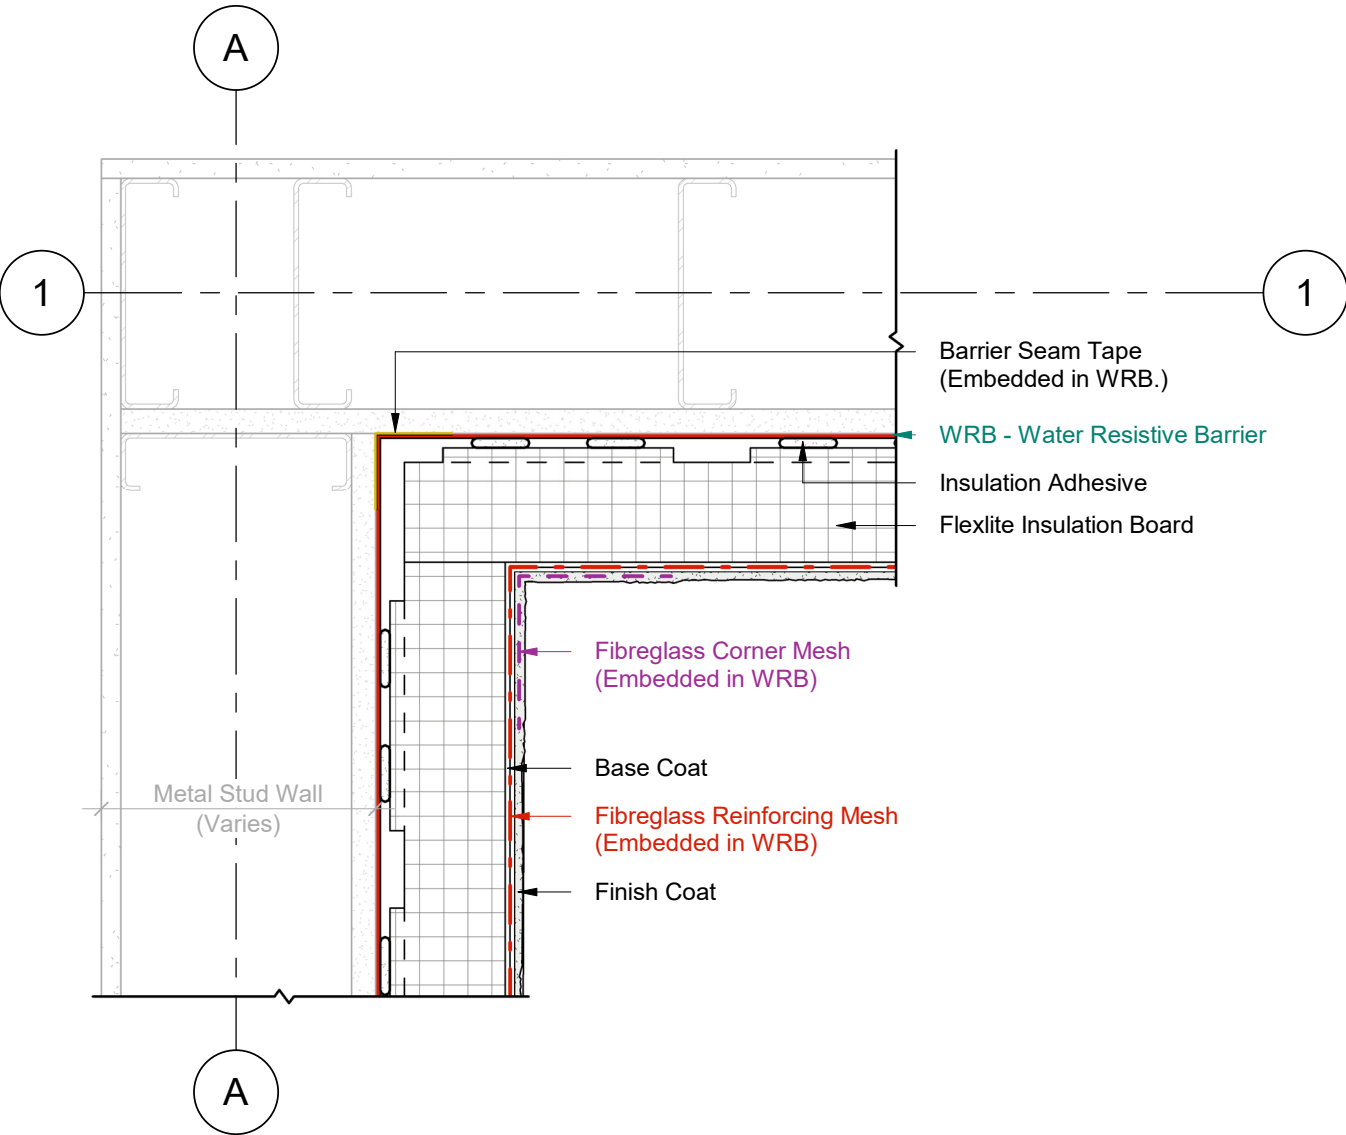 A
1
1
Barrier Seam Tape
(Embedded in WRB.)
WRB - Water Resistive Barrier
Insulation Adhesive
Flexlite Insulation Board
Fibreglass Corner Mesh
(Embedded in WRB)
Base Coat
Metal Stud Wall
(Varies)
Fibreglass Reinforcing Mesh
(Embedded in WRB)
Finish Coat
A